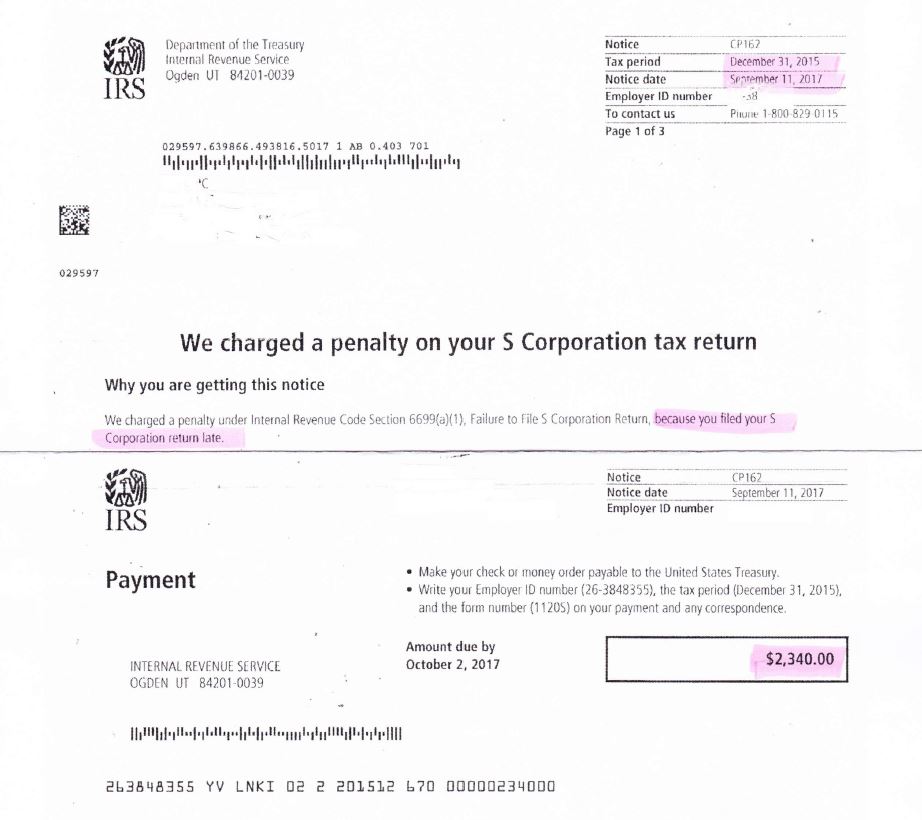 IRS
Department of the Treasury
Internal Revenue Service
Ogden UT 84201-0039
Notice CP162
Tax period December 31, 2015
Notice date September 11, 2017
Employer ID number -38
To contact us Phone 1-800-829-0115
Page 1 of 3
029597.639866.493816.5017 1 AB 0.403 701
029597
We charged a penalty on your S Corporation tax return
Why you are getting this notice
We charged a penalty under Internal Revenue Code Section 6699(a)(1), Failure to File S Corporation Return, because you filed your S
Corporation return late.
IRS
Notice CP162
Notice date September 11, 2017
Employer ID number
Payment
• Make your check or money order payable to the United States Treasury.
• Write your Employer ID number (26-3848355), the tax period (December 31, 2015),
and the form number (1120S) on your payment and any correspondence.
Amount due by
October 2, 2017
$2,340.00
INTERNAL REVENUE SERVICE
OGDEN UT 84201-0039
263848355 YV LNKI 02 2 201512 670 00000234000